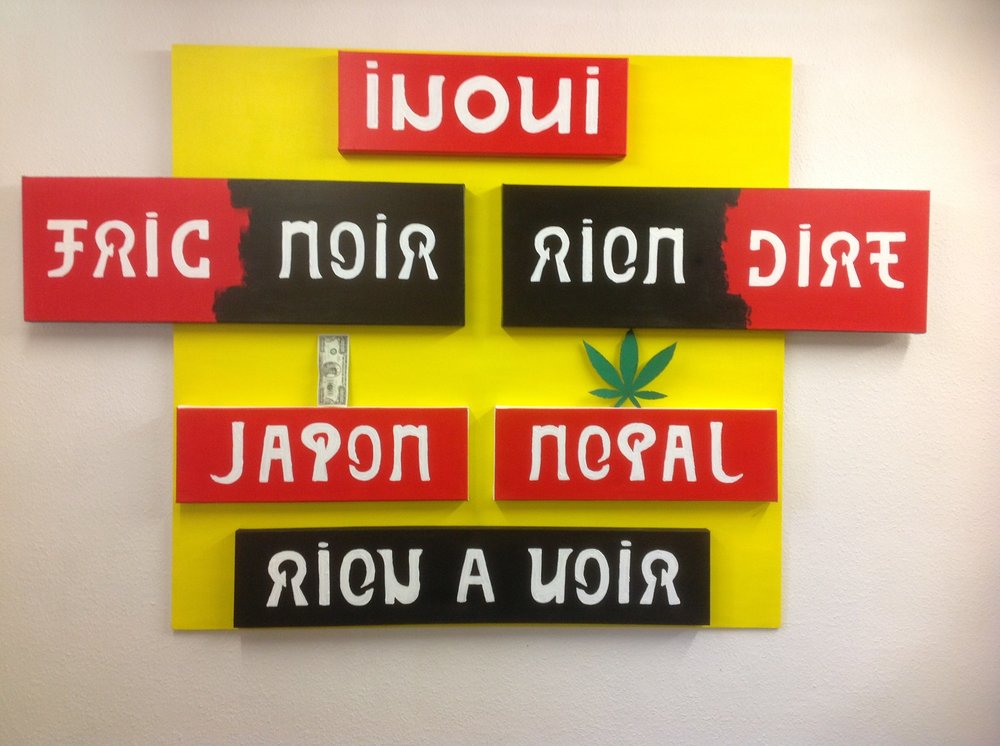 iNOUi
FRIC NOIR RIEN DIRE
JAPON NEPAL
RIEN A VOIR